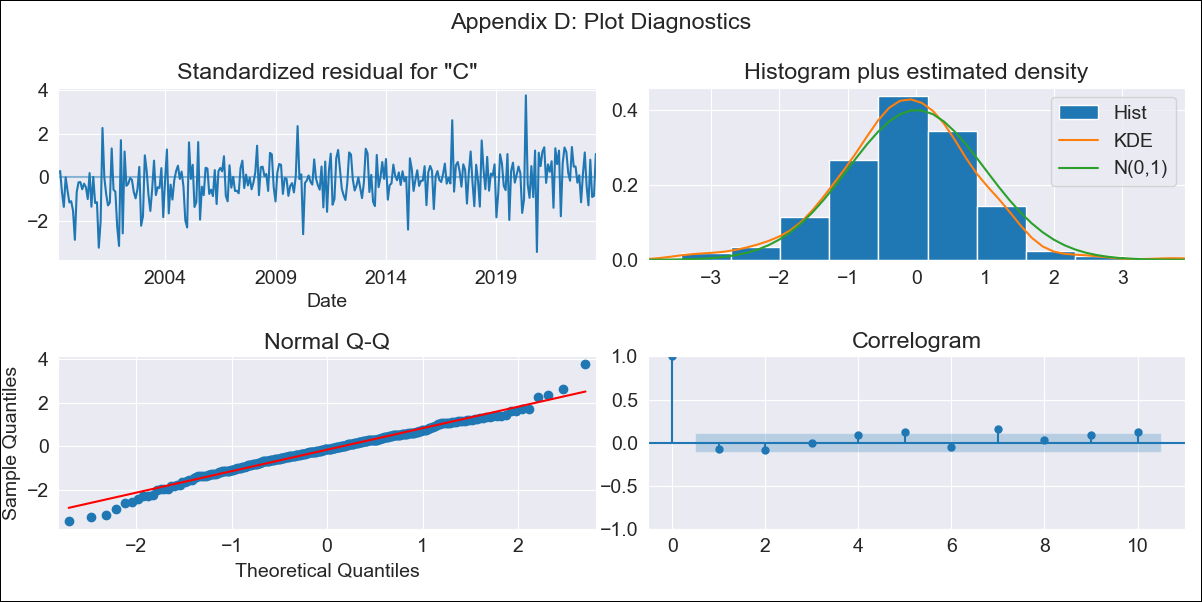 Appendix D: Plot Diagnostics
Standardized residual for "C"
4
2
0
−2
2004 2009 2014 2019
Date
Histogram plus estimated density
0.4
0.2
0.0
−3 −2 −1 0 1 2 3
Hist
KDE
N(0,1)
Normal Q-Q
Sample Quantiles
4
2
0
−2
−2 −1 0 1 2
Theoretical Quantiles
Correlogram
1.0
0.5
0.0
−0.5
−1.0
0 2 4 6 8 10